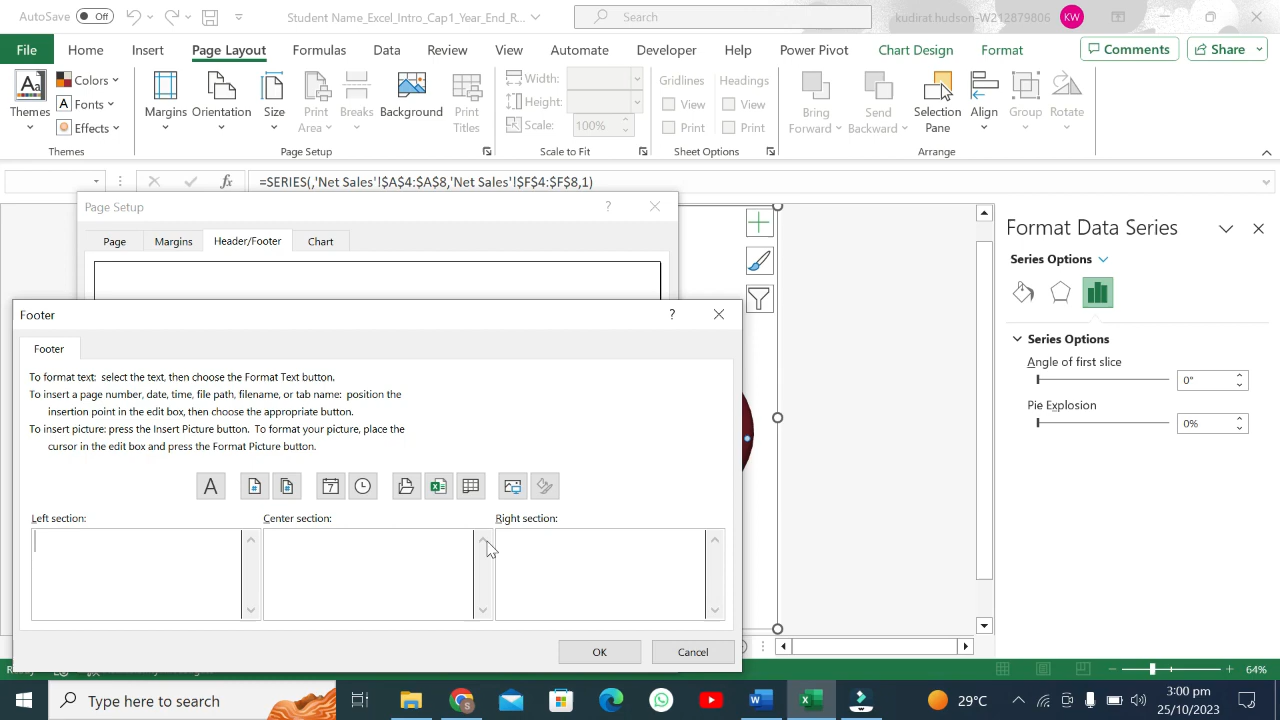 AutoSave Off Student Name_Excel_Intro_Cap1_Year_End_R... Search kudirat.hudson-W212879806 KW
File Home Insert Page Layout Formulas Data Review View Automate Developer Help Power Pivot Chart Design Format Comments Share
Colors Fonts Effects Themes
Themes
Margins Orientation Size Print Area Breaks Background Print Titles
Page Setup
Width:
Height:
Scale: 100%
Scale to Fit
Gridlines Headings
View View
Print Print
Sheet Options
Bring Forward Send Backward Selection Pane Align Group Rotate
Arrange
fx =SERIES(,'Net Sales'!$A$4:$A$8,'Net Sales'!$F$4:$F$8,1)
Page Setup ?
Page Margins Header/Footer Chart
Footer ?
Footer
To format text: select the text, then choose the Format Text button.
To insert a page number, date, time, file path, filename, or tab name: position the
insertion point in the edit box, then choose the appropriate button.
To insert picture: press the Insert Picture button. To format your picture, place the
cursor in the edit box and press the Format Picture button.
A
Left section: Center section: Right section:
OK Cancel
Format Data Series
Series Options
Series Options
Angle of first slice
0°
Pie Explosion
0%
64%
Type here to search
29°C
3:00 pm
25/10/2023